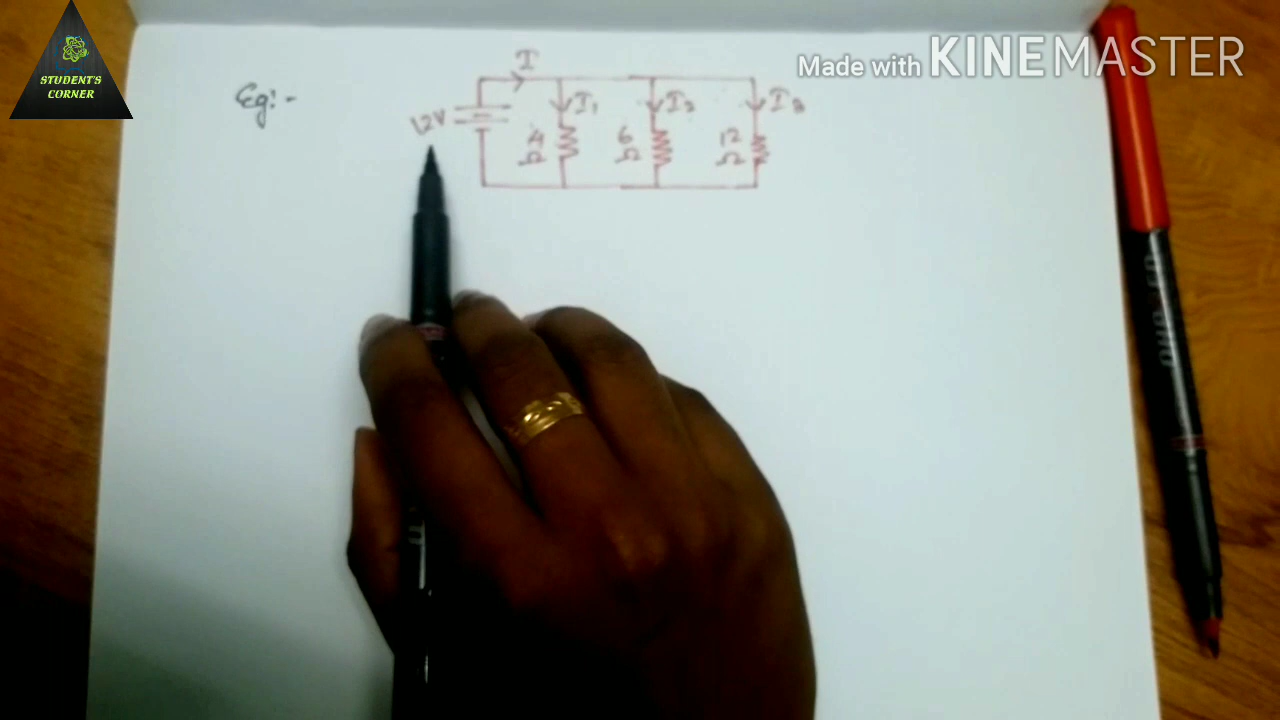 STUDENT'S
CORNER
Made with KINEMASTER
Eg:-
I
12V
I1 I2 I3
4 Ω 6 Ω 12 Ω